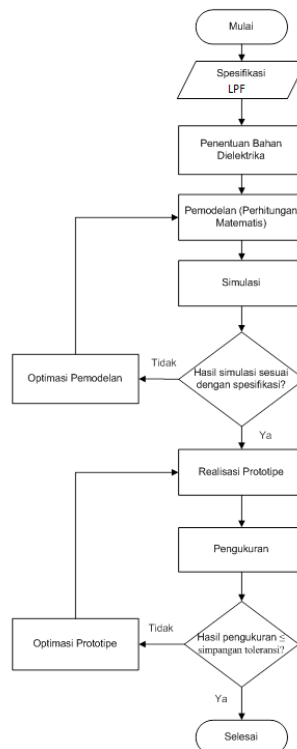 Mulai
Spesifikasi
LPF
Penentuan Bahan
Dielektrika
Pemodelan (Perhitungan
Matematis)
Simulasi
Tidak
Hasil simulasi sesuai
dengan spesifikasi?
Optimasi Pemodelan
Ya
Realisasi Prototipe
Pengukuran
Tidak
Hasil pengukuran ≤
simpangan toleransi?
Optimasi Prototipe
Ya
Selesai